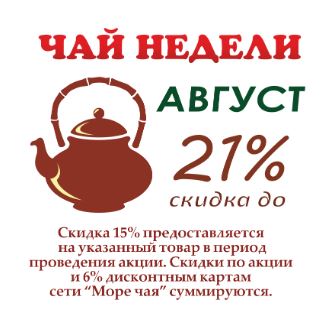 ЧАЙ НЕДЕЛИ
АВГУСТ
21%
скидка до
Скидка 15% предоставляется
на указанный товар в период
проведения акции. Скидки по акции
и 6% дисконтным картам
сети “Море чая” суммируются.